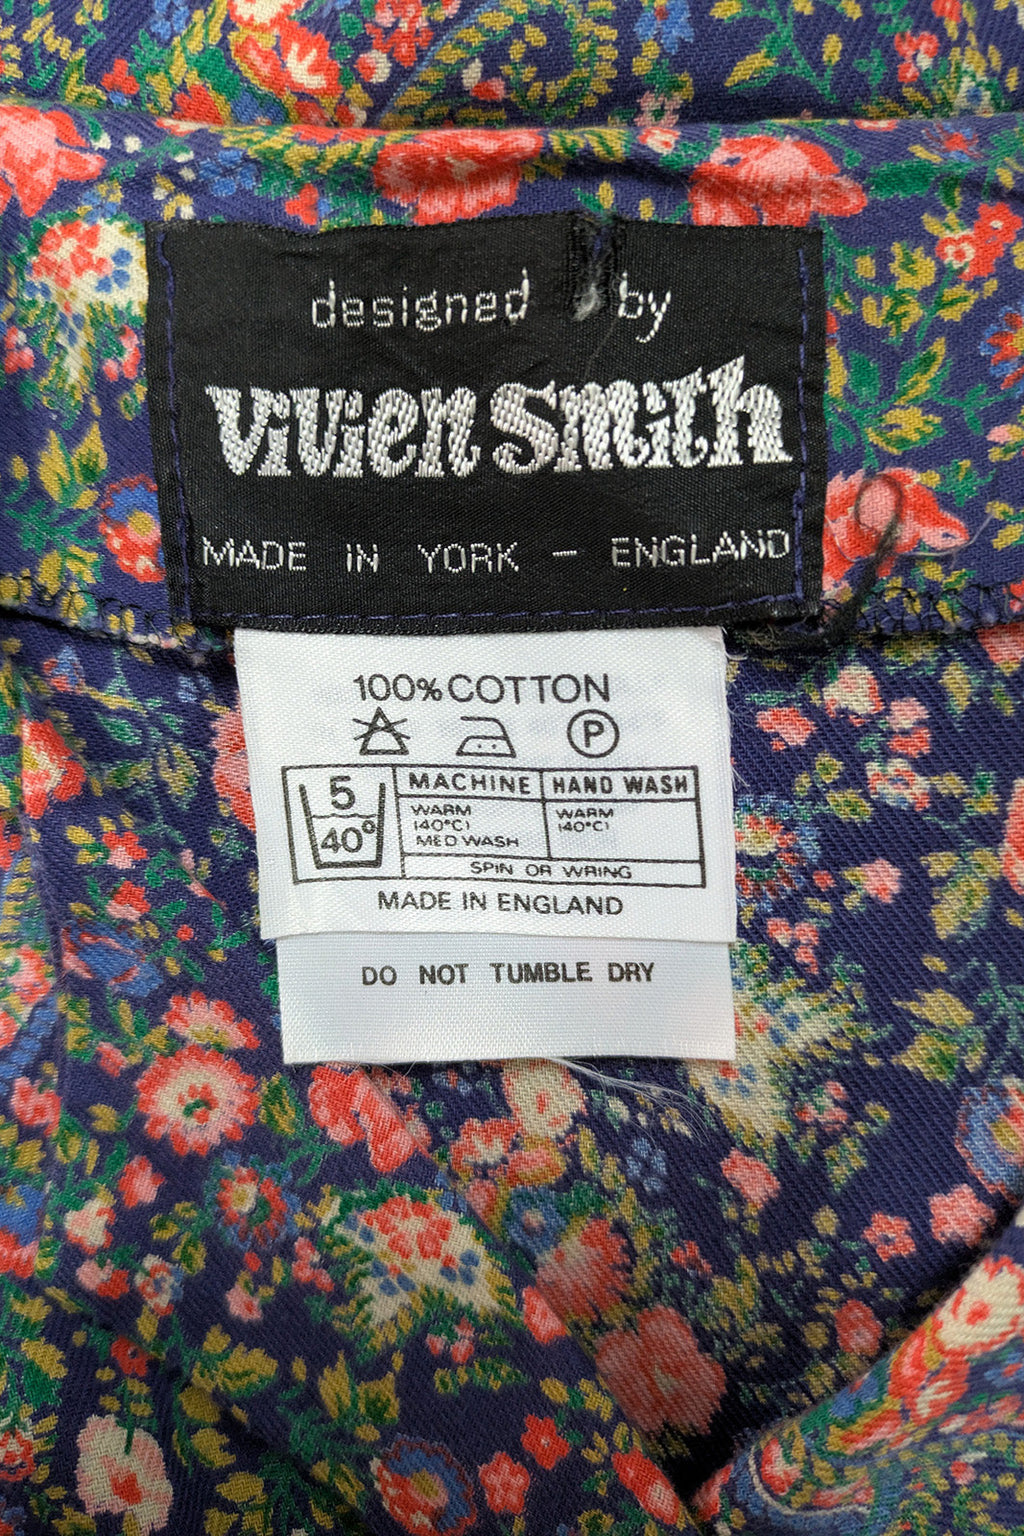 designed by
vivien smith
MADE IN YORK - ENGLAND
100% COTTON
P
5
40°
MACHINE HAND WASH
WARM WARM
(40°C) (40°C)
MED WASH
SPIN OR WRING
MADE IN ENGLAND
DO NOT TUMBLE DRY